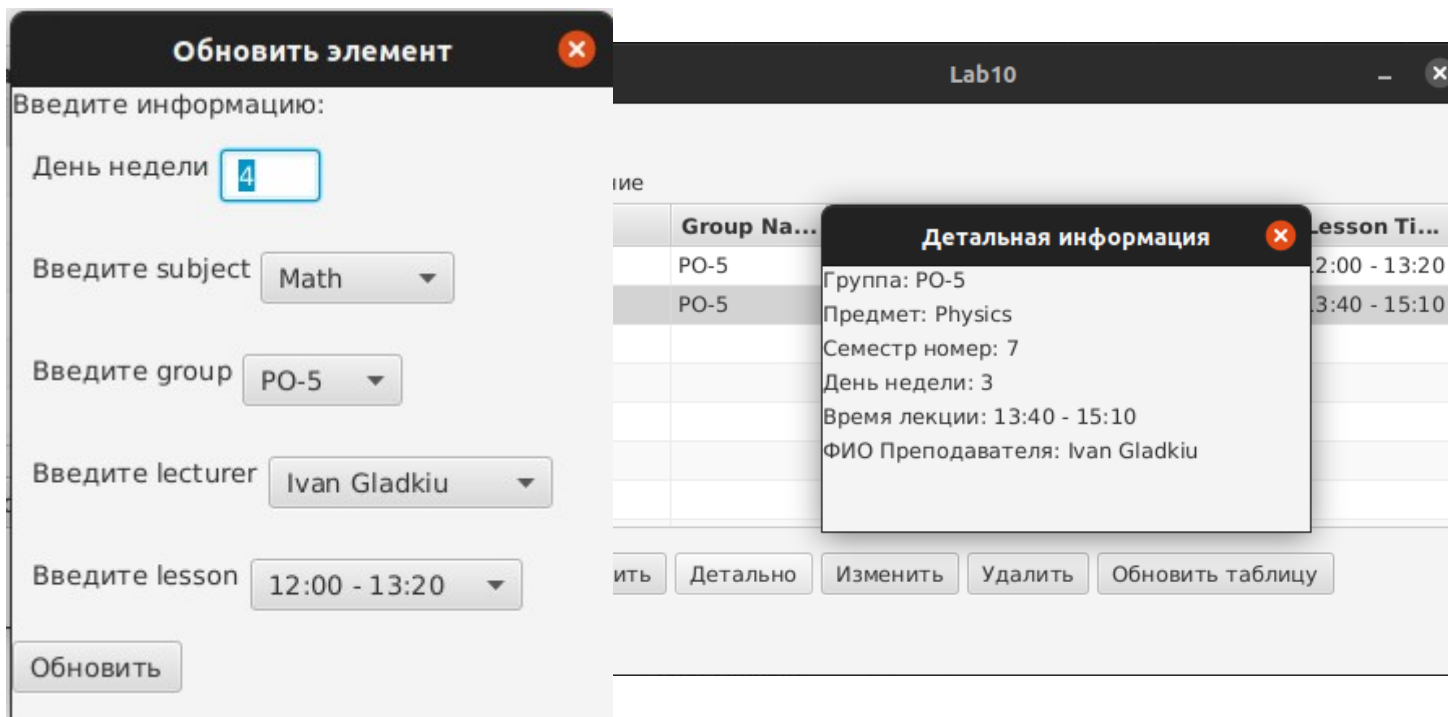 Обновить элемент
Введите информацию:
День недели 4
Введите subject Math
Введите group PO-5
Введите lecturer Ivan Gladkiu
Введите lesson 12:00 - 13:20
Обновить
Lab10
ние
Group Na... Lesson Ti...
PO-5 2:00 - 13:20
PO-5 3:40 - 15:10
Детальная информация
Группа: PO-5
Предмет: Physics
Семестр номер: 7
День недели: 3
Время лекции: 13:40 - 15:10
ФИО Преподавателя: Ivan Gladkiu
ить Детально Изменить Удалить Обновить таблицу